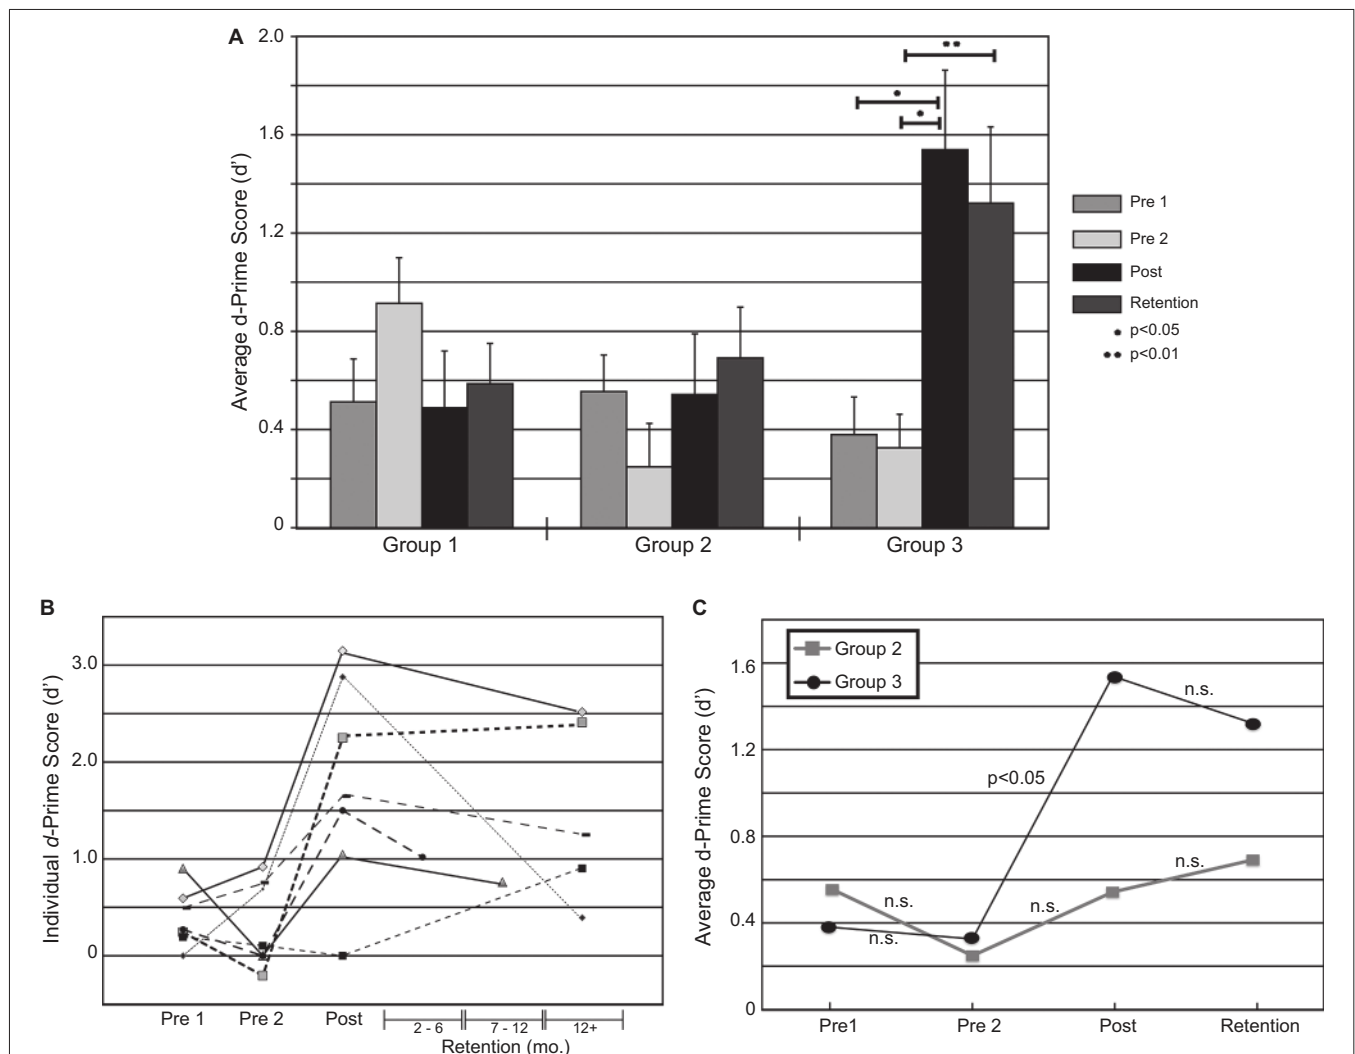 A
2.0
1.6
1.2
0.8
0.4
0
Average d-Prime Score (d’)
**
*
*
Group 1
Group 2
Group 3
Pre 1
Pre 2
Post
Retention
* p<0.05
** p<0.01
B
3.0
2.0
1.0
0
Individual d-Prime Score (d’)
Pre 1
Pre 2
Post
2 - 6
7 - 12
12+
Retention (mo.)
C
Group 2
Group 3
1.6
1.2
0.8
0.4
0
Average d-Prime Score (d’)
n.s.
p<0.05
n.s.
n.s.
n.s.
n.s.
Pre1
Pre 2
Post
Retention